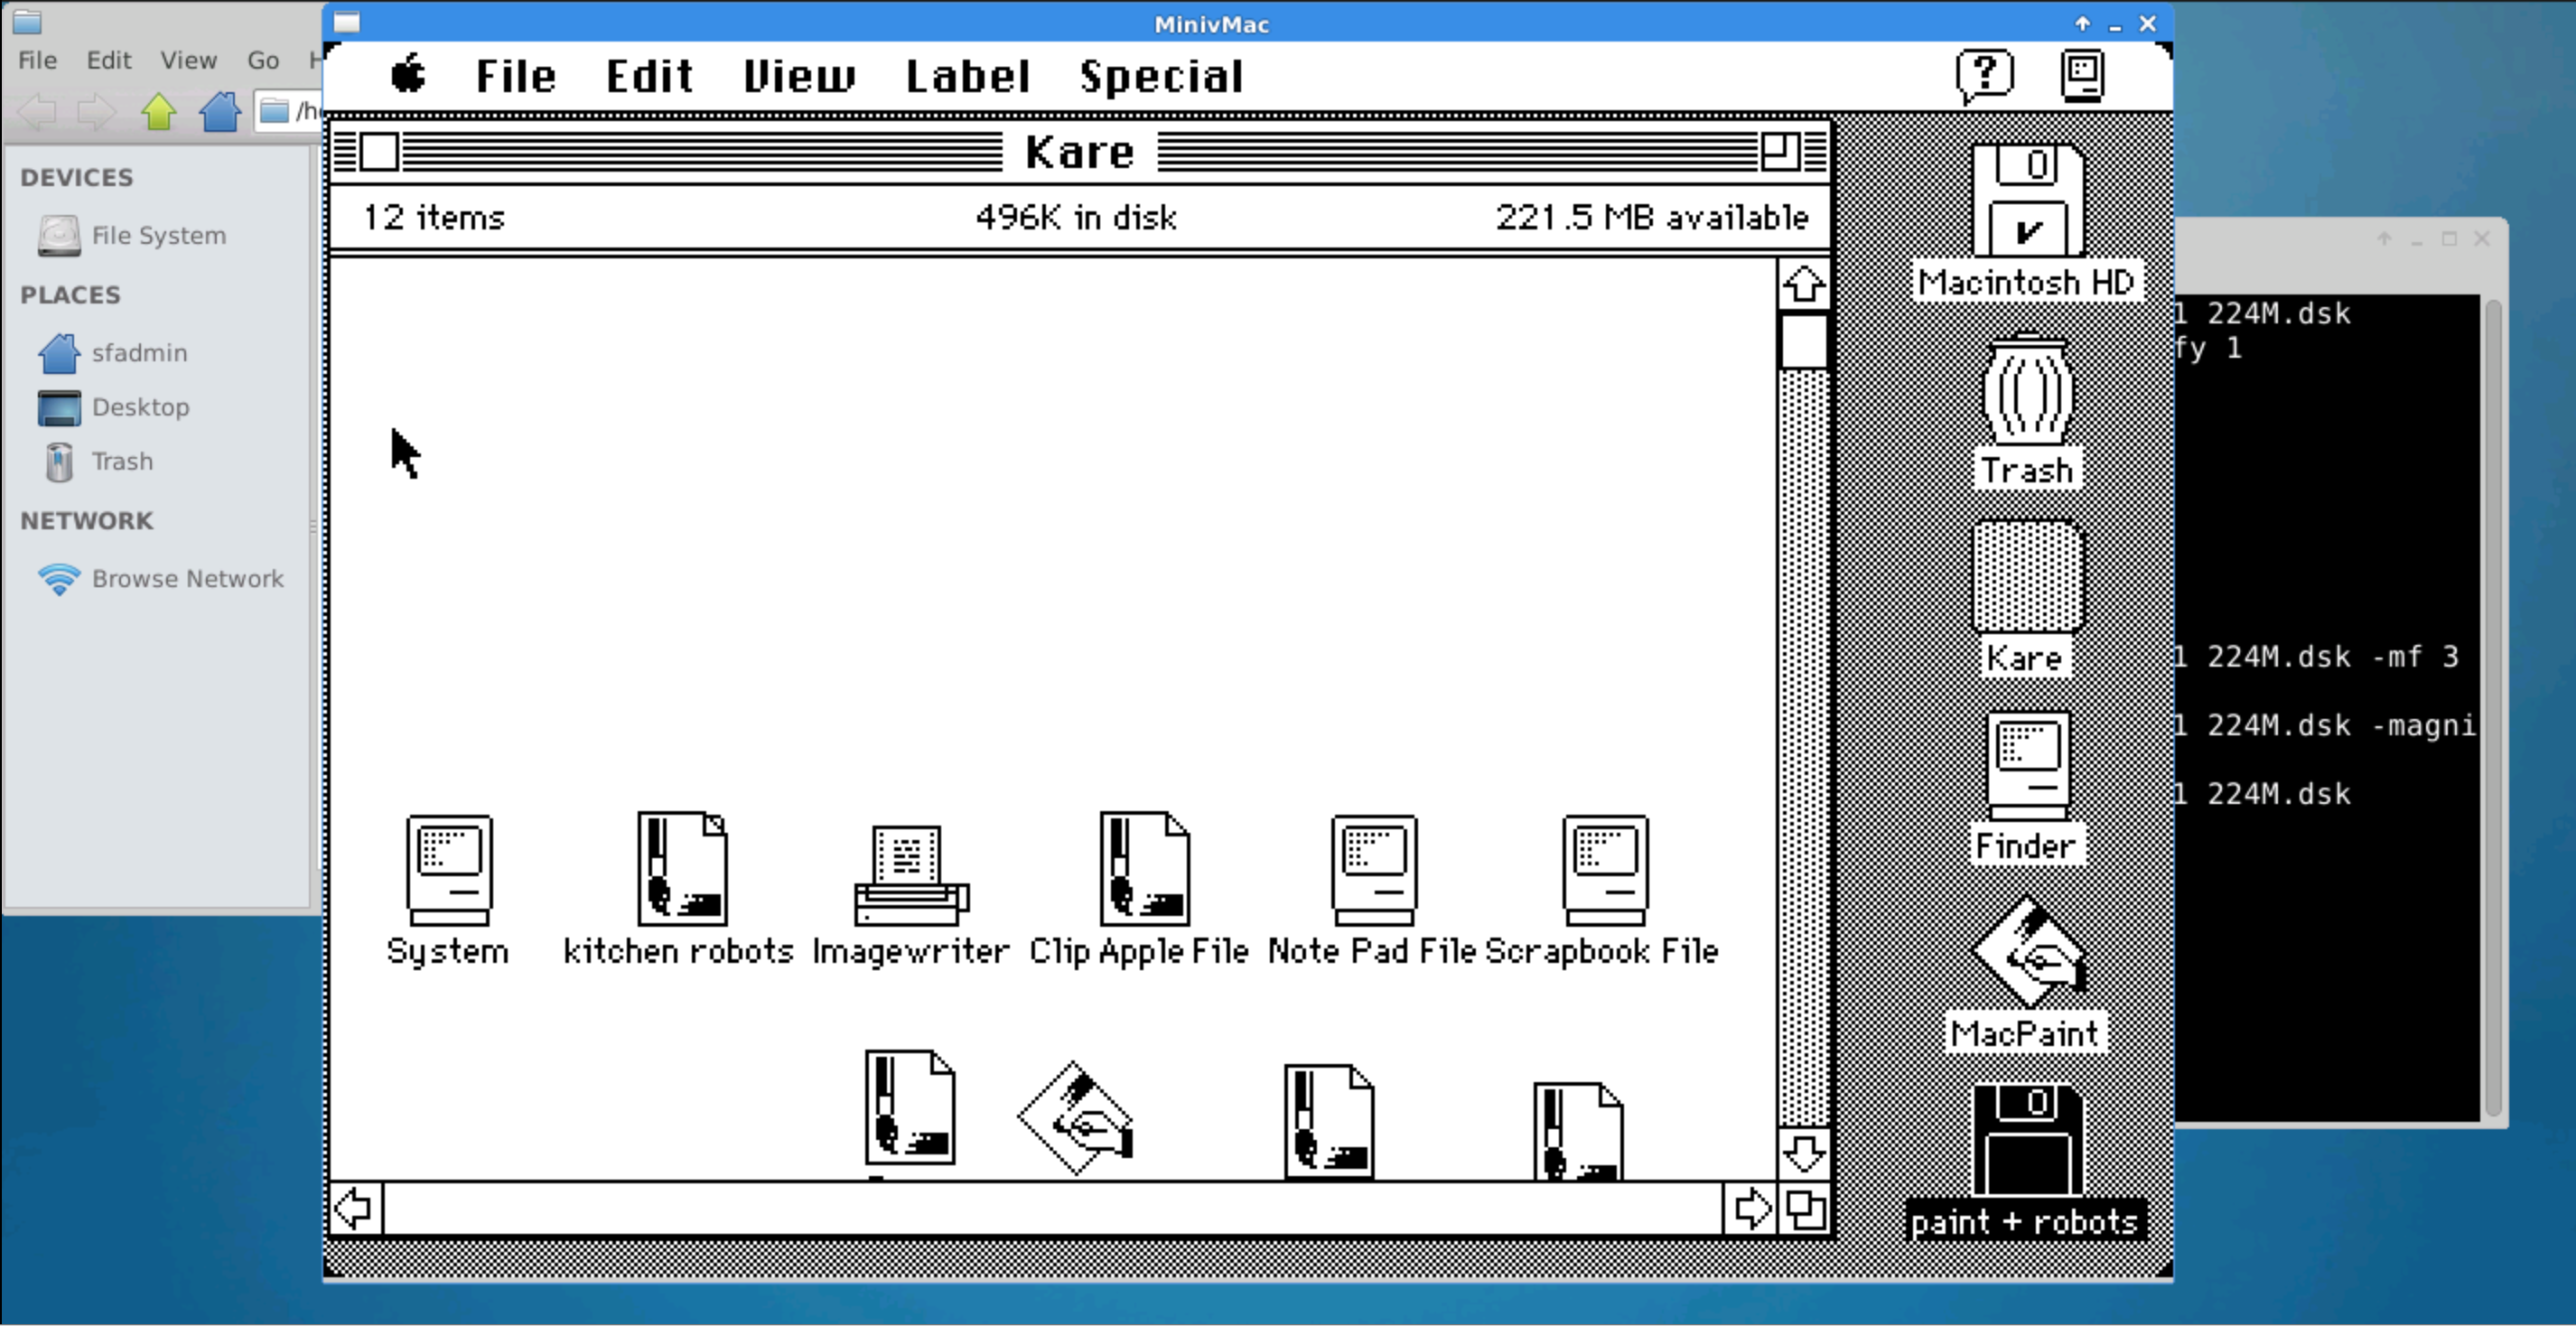 MinivMac
File Edit View Go H
/h
DEVICES
File System
PLACES
sfadmin
Desktop
Trash
NETWORK
Browse Network
File Edit View Label Special
?
Kare
12 items 496K in disk 221.5 MB available
System
kitchen robots
Imagewriter
Clip Apple File
Note Pad File
Scrapbook File
0
Macintosh HD
Trash
Kare
Finder
MacPaint
0
paint + robots
1 224M.dsk
fy 1
1 224M.dsk -mf 3
1 224M.dsk -magni
1 224M.dsk